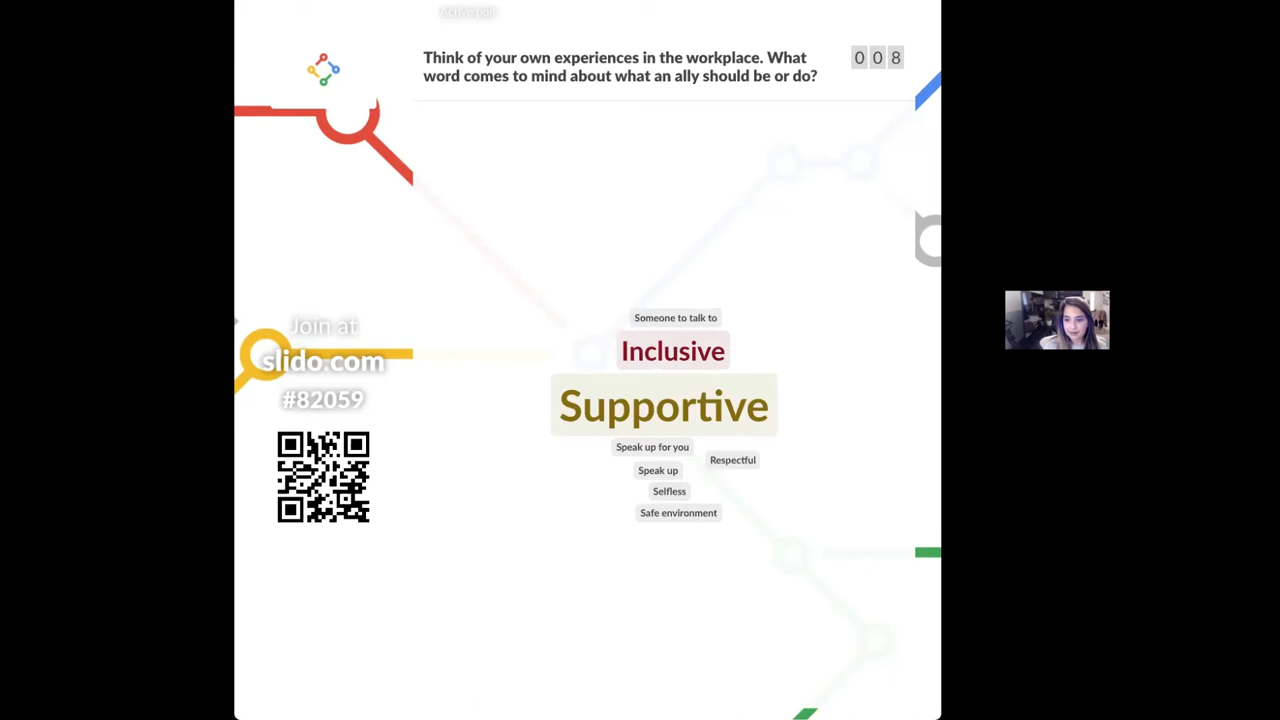 Active poll
Think of your own experiences in the workplace. What
word comes to mind about what an ally should be or do?
0 0 8
Join at
slido.com
#82059
Someone to talk to
Inclusive
Supportive
Speak up for you
Respectful
Speak up
Selfless
Safe environment